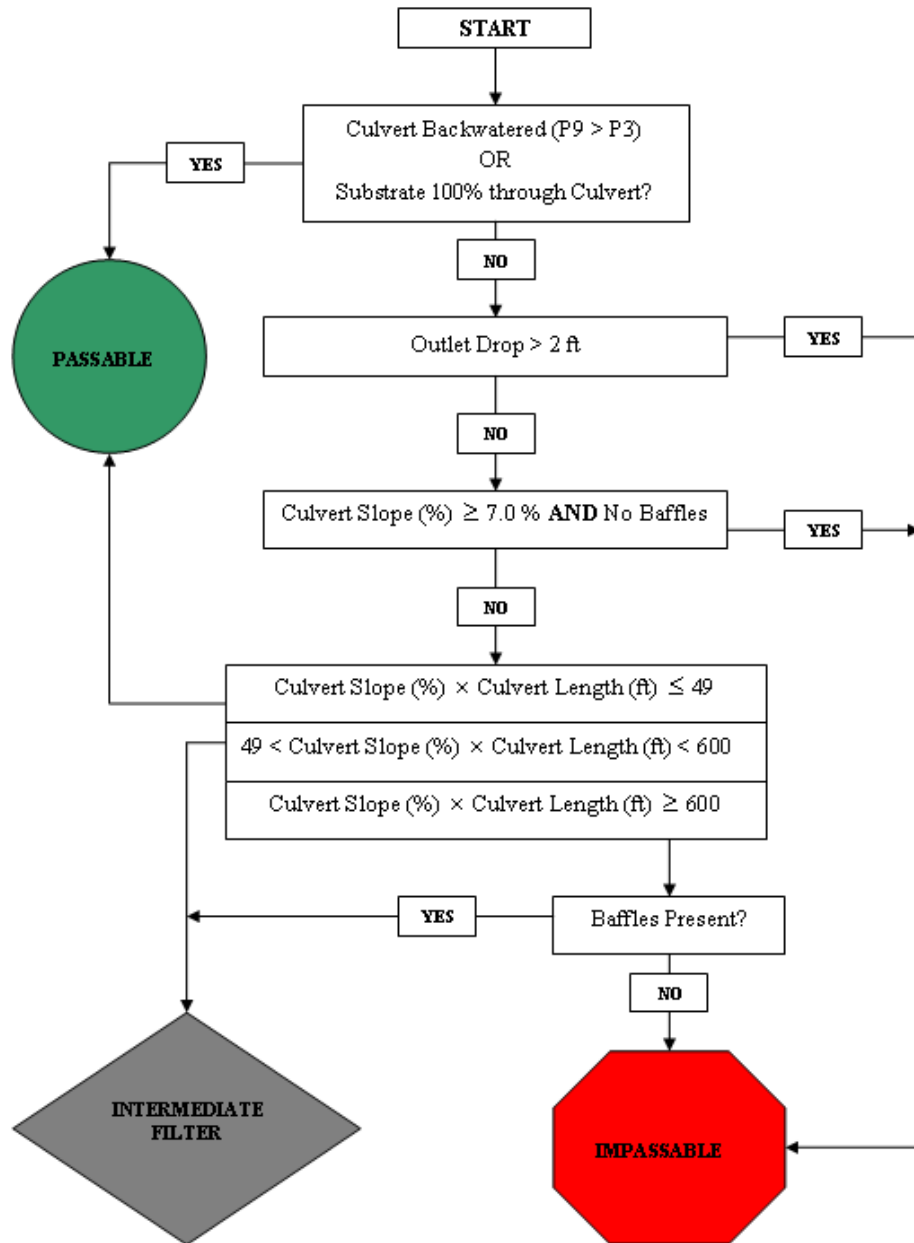 START
Culvert Backwatered (P9 > P3)
OR
Substrate 100% through Culvert?
YES
NO
PASSABLE
Outlet Drop > 2 ft
YES
NO
Culvert Slope (%) ≥ 7.0 % AND No Baffles
YES
NO
Culvert Slope (%) × Culvert Length (ft) ≤ 49
49 < Culvert Slope (%) × Culvert Length (ft) < 600
Culvert Slope (%) × Culvert Length (ft) ≥ 600
Baffles Present?
YES
NO
INTERMEDIATE
FILTER
IMPASSABLE